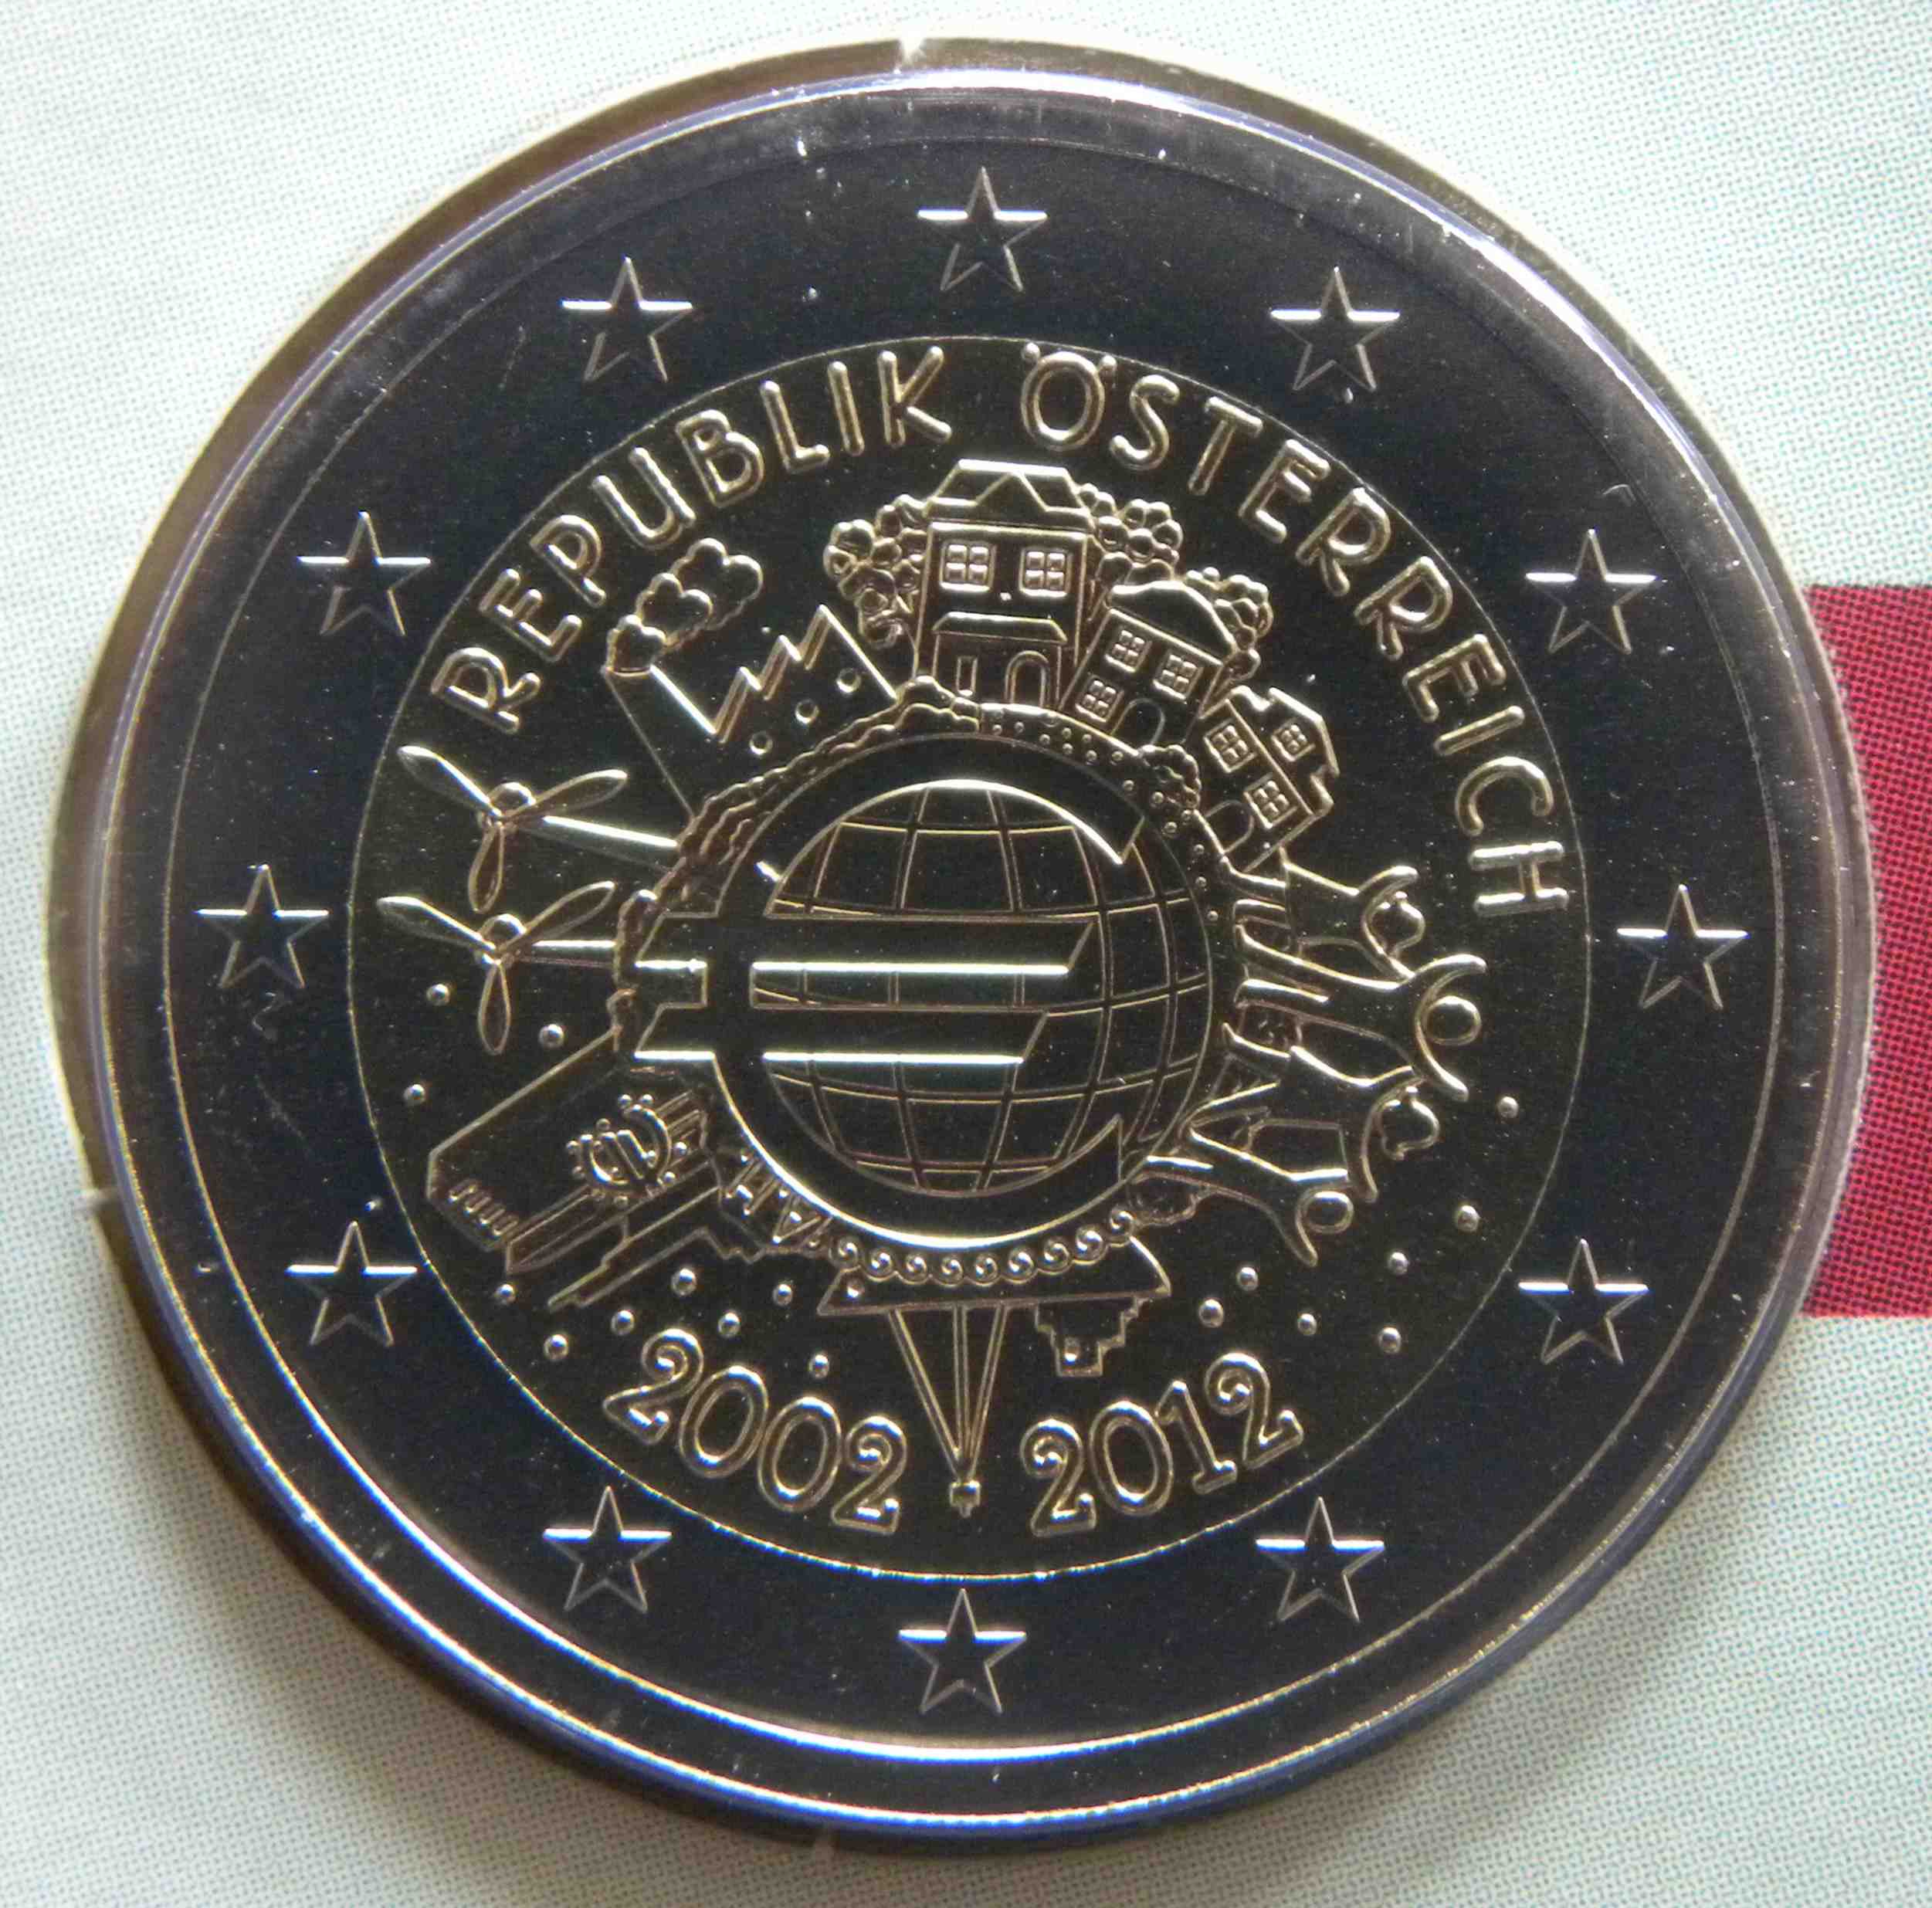 REPUBLIK ÖSTERREICH
A.H.
2002 2012